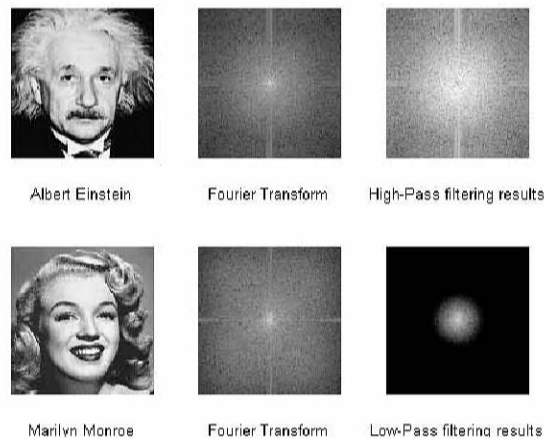 Albert Einstein Fourier Transform High-Pass filtering results
Marilyn Monroe Fourier Transform Low-Pass filtering results